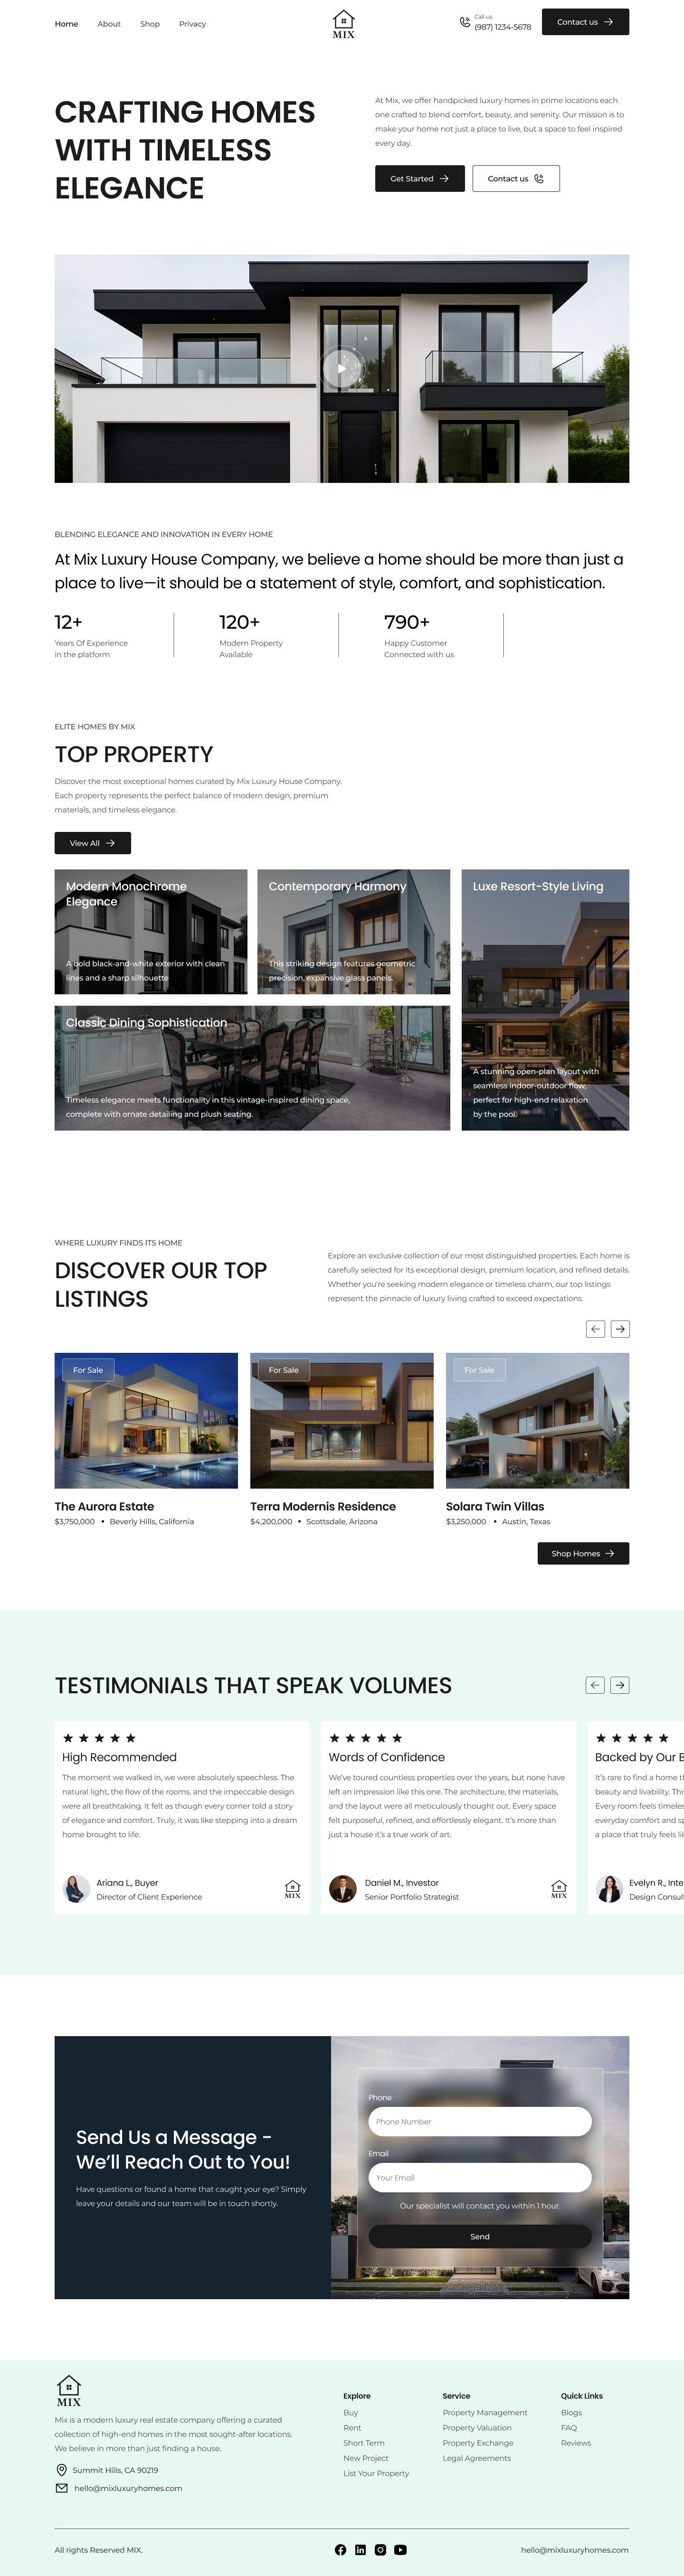 Home About Shop Privacy
MIX
Call us
(987) 1234-5678
Contact us
CRAFTING HOMES
WITH TIMELESS
ELEGANCE
At Mix, we offer handpicked luxury homes in prime locations each
one crafted to blend comfort, beauty, and serenity. Our mission is to
make your home not just a place to live, but a space to feel inspired
every day.
Get Started
Contact us
BLENDING ELEGANCE AND INNOVATION IN EVERY HOME
At Mix Luxury House Company, we believe a home should be more than just a
place to live—it should be a statement of style, comfort, and sophistication.
12+
Years Of Experience
in the platform
120+
Modern Property
Available
790+
Happy Customer
Connected with us
ELITE HOMES BY MIX
TOP PROPERTY
Discover the most exceptional homes curated by Mix Luxury House Company.
Each property represents the perfect balance of modern design, premium
materials, and timeless elegance.
View All
Modern Monochrome
Elegance
A bold black-and-white exterior with clean
lines and a sharp silhouette
Contemporary Harmony
This striking design features geometric
precision, expansive glass panels.
Luxe Resort-Style Living
A stunning open-plan layout with
seamless indoor-outdoor flow,
perfect for high-end relaxation
by the pool.
Classic Dining Sophistication
Timeless elegance meets functionality in this vintage-inspired dining space,
complete with ornate detailing and plush seating.
WHERE LUXURY FINDS ITS HOME
DISCOVER OUR TOP
LISTINGS
Explore an exclusive collection of our most distinguished properties. Each home is
carefully selected for its exceptional design, premium location, and refined details.
Whether you're seeking modern elegance or timeless charm, our top listings
represent the pinnacle of luxury living crafted to exceed expectations.
For Sale
The Aurora Estate
$3,750,000 • Beverly Hills, California
For Sale
Terra Modernis Residence
$4,200,000 • Scottsdale, Arizona
For Sale
Solara Twin Villas
$3,250,000 • Austin, Texas
Shop Homes
TESTIMONIALS THAT SPEAK VOLUMES
High Recommended
The moment we walked in, we were absolutely speechless. The
natural light, the flow of the rooms, and the impeccable design
were all breathtaking. It felt as though every corner told a story
of elegance and comfort. Truly, it was like stepping into a dream
home brought to life.
Ariana L., Buyer
Director of Client Experience
MIX
Words of Confidence
We've toured countless properties over the years, but none have
left an impression like this one. The architecture, the materials,
and the layout were all meticulously thought out. Every space
felt purposeful, refined, and effortlessly elegant. It's more than
just a house it's a true work of art.
Daniel M., Investor
Senior Portfolio Strategist
MIX
Backed by Our B
It's rare to find a home th
beauty and livability. This
Every room feels timeles
everyday comfort and sp
a place that truly feels lik
Evelyn R., Inte
Design Consult
Send Us a Message -
We'll Reach Out to You!
Have questions or found a home that caught your eye? Simply
leave your details and our team will be in touch shortly.
Phone
Phone Number
Email
Your Email
Our specialist will contact you within 1 hour.
Send
MIX
Mix is a modern luxury real estate company offering a curated
collection of high-end homes in the most sought-after locations.
We believe in more than just finding a house.
Summit Hills, CA 90219
hello@mixluxuryhomes.com
Explore
Buy
Rent
Short Term
New Project
List Your Property
Service
Property Management
Property Valuation
Property Exchange
Legal Agreements
Quick Links
Blogs
FAQ
Reviews
All rights Reserved MIX.
hello@mixluxuryhomes.com